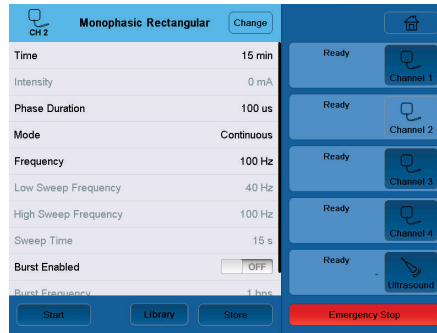 CH 2
Monophasic Rectangular
Change
Time 15 min
Intensity 0 mA
Phase Duration 100 us
Mode Continuous
Frequency 100 Hz
Low Sweep Frequency 40 Hz
High Sweep Frequency 100 Hz
Sweep Time 15 s
Burst Enabled OFF
Burst Frequency 1 bps
Start
Library
Store
Ready
Channel 1
Ready
Channel 2
Ready
Channel 3
Ready
Channel 4
Ready
-
Ultrasound
Emergency Stop